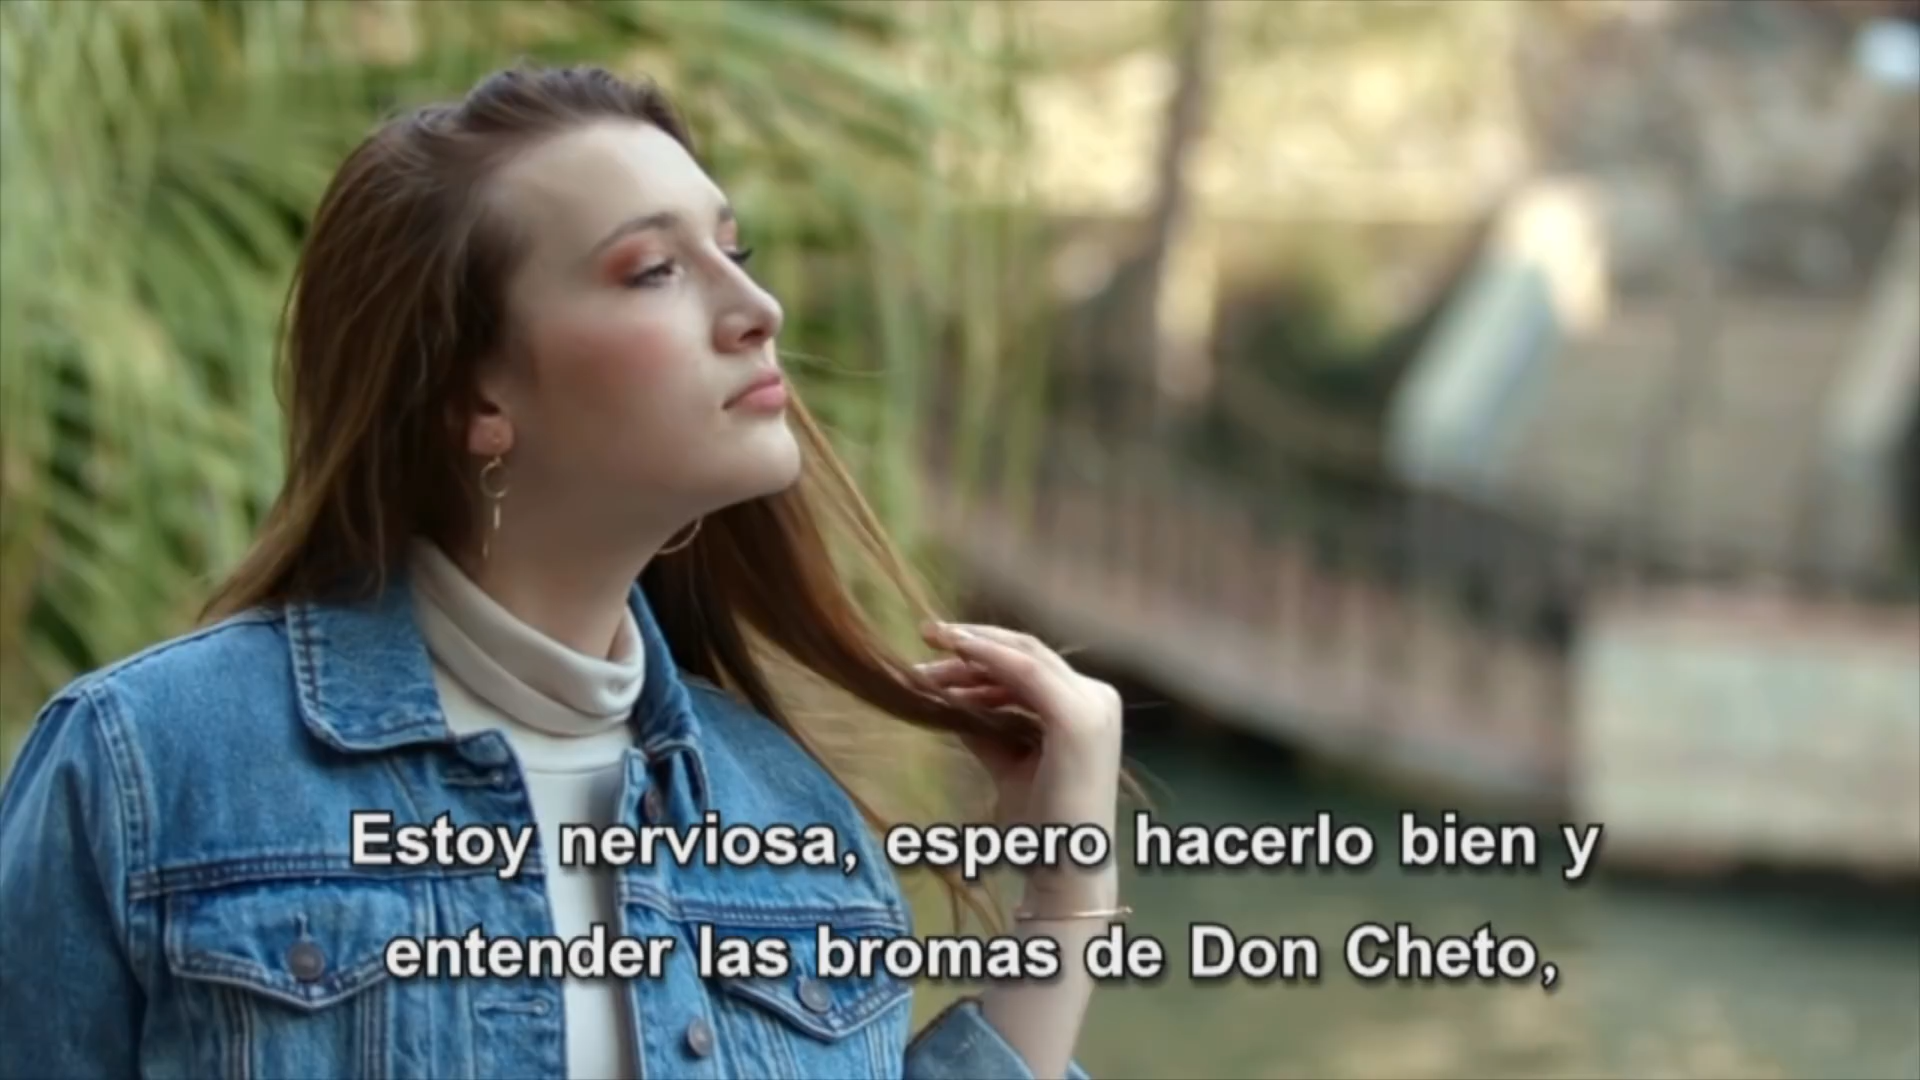 Estoy nerviosa, espero hacerlo bien y
entender las bromas de Don Cheto,